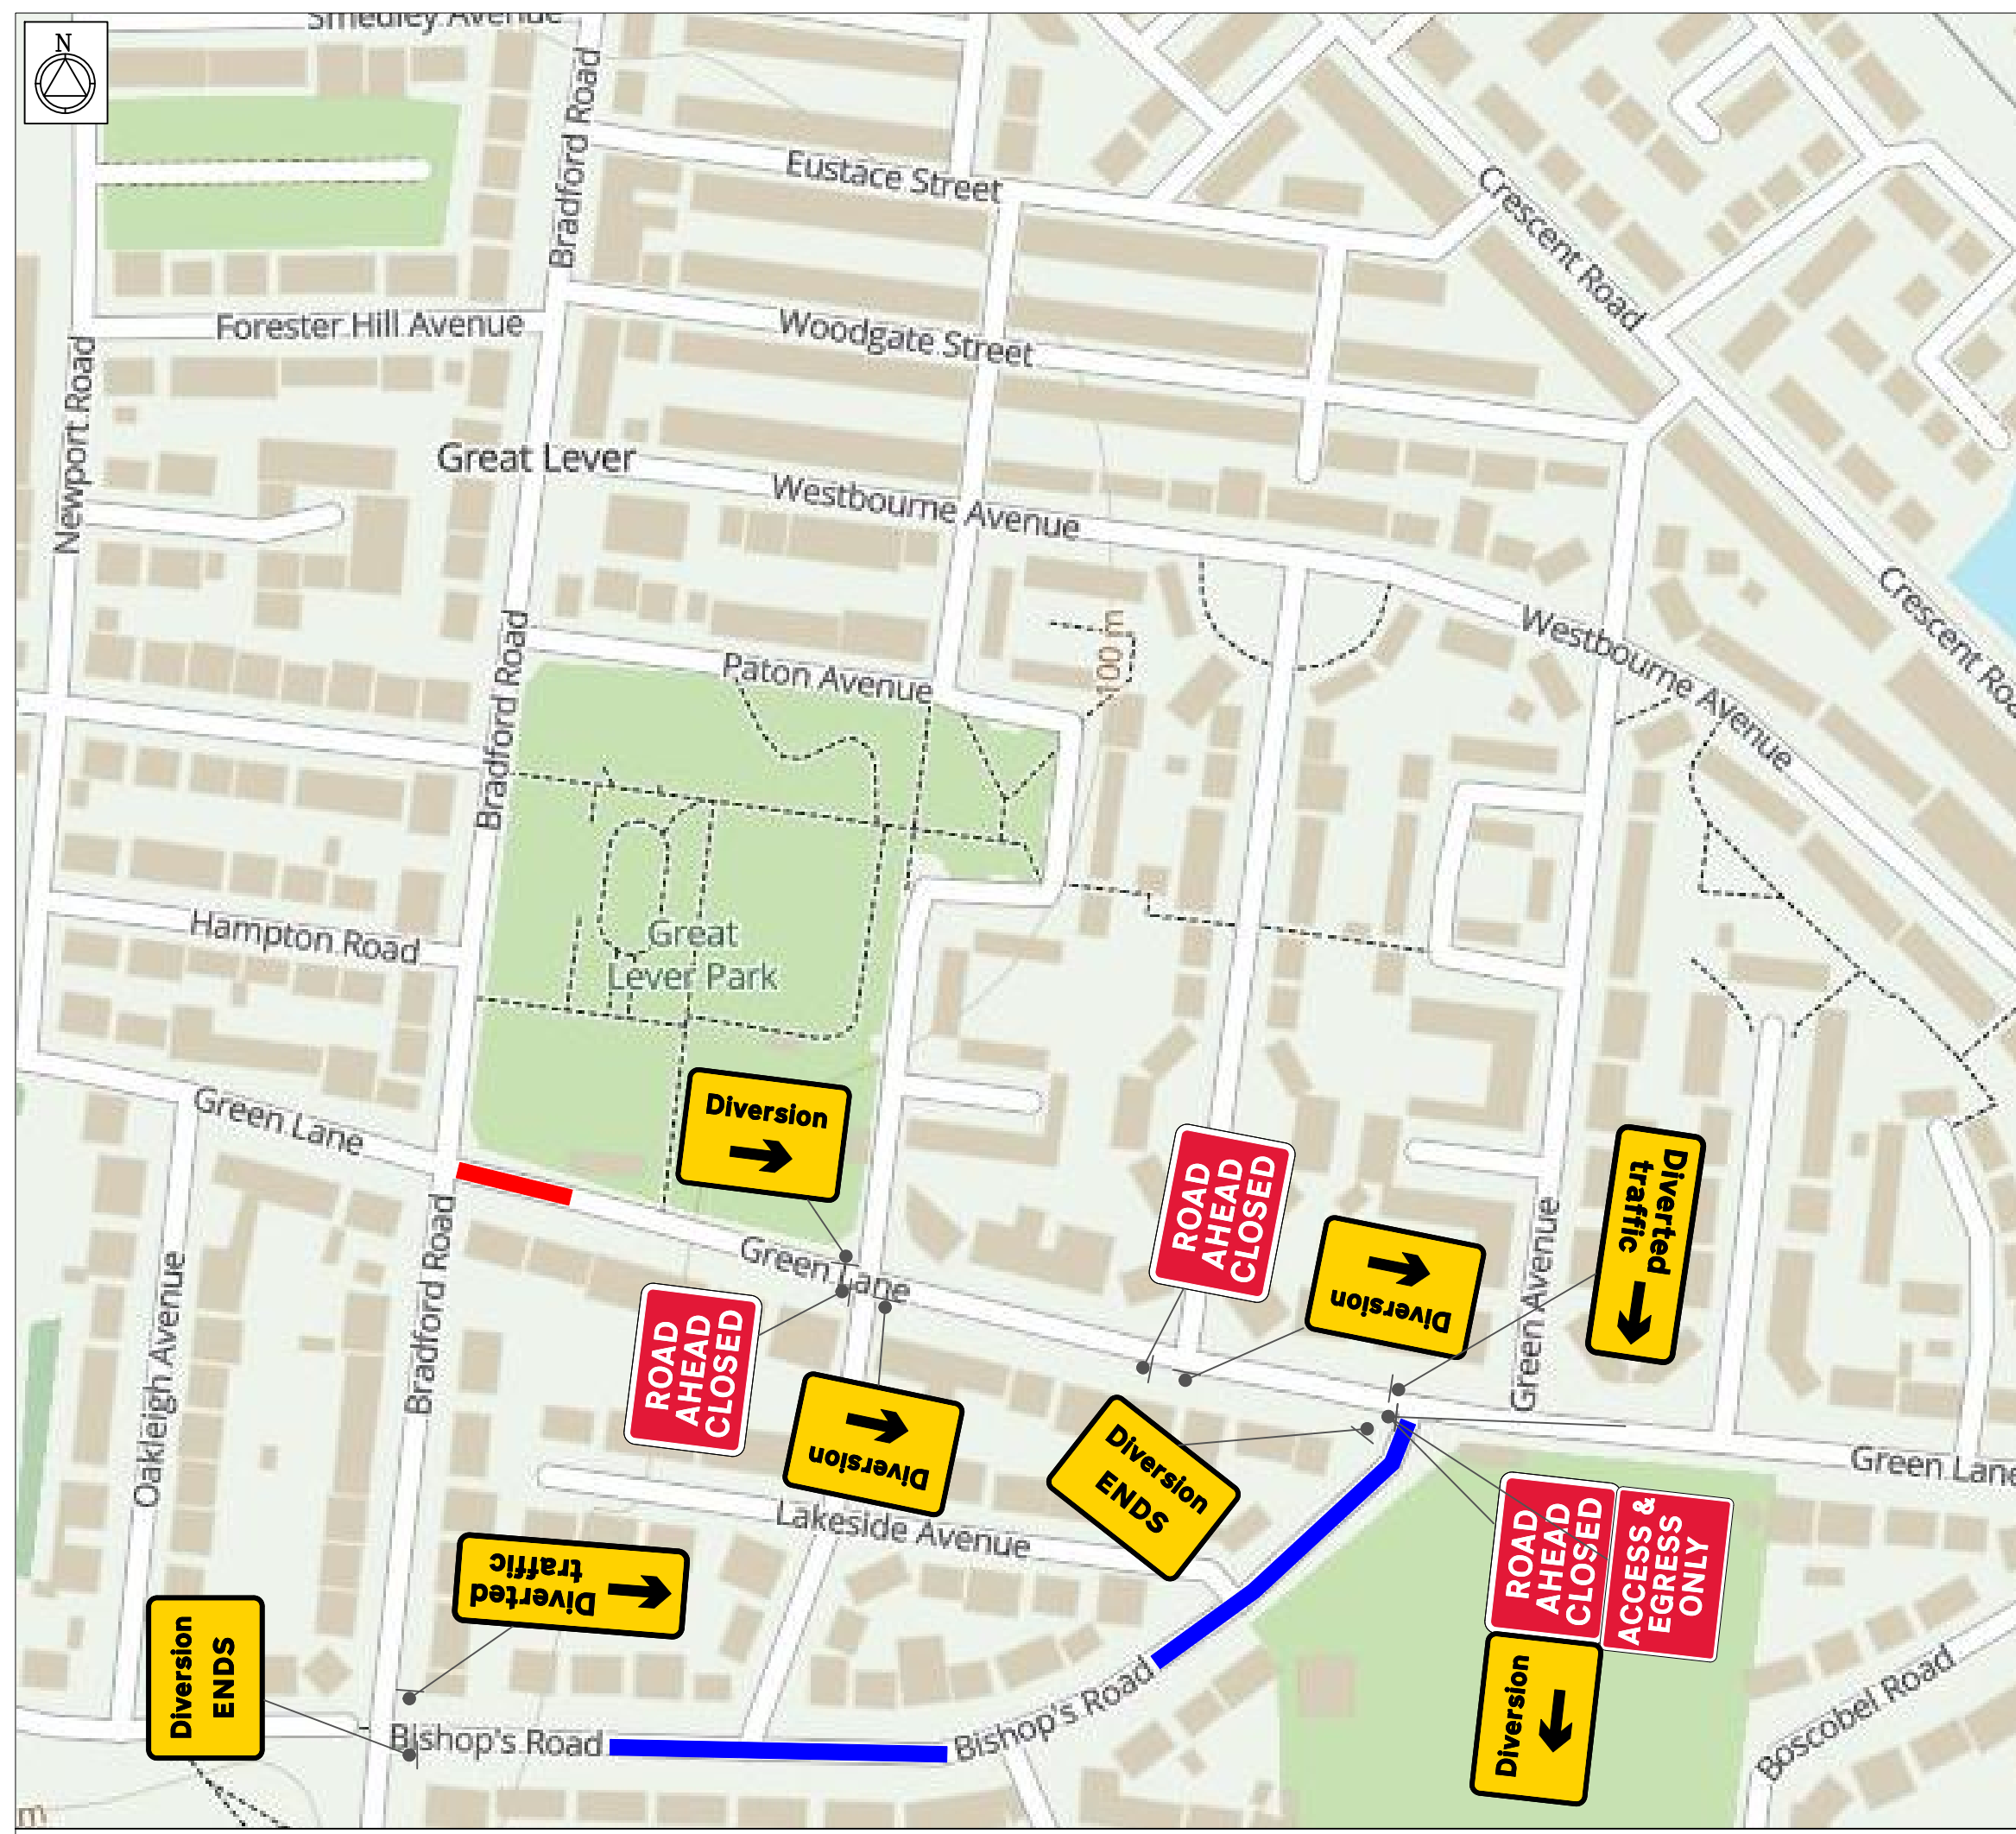 Smedley Avenue
N
Bradford Road
Eustace Street
Crescent Road
Forester Hill Avenue
Woodgate Street
Newport Road
Great Lever
Westbourne Avenue
Crescent Roa
Bradford Road
100 m
Westbourne Avenue
Paton Avenue
Hampton Road
Great
Lever Park
Green Lane
Diversion
ROAD
AHEAD
CLOSED
Diversion
Diverted
traffic
Green Avenue
Bradford Road
Green Lane
Oakleigh Avenue
ROAD
AHEAD
CLOSED
Diversion
Diversion
ENDS
Green Lane
Lakeside Avenue
ROAD
AHEAD
CLOSED
ACCESS &
EGRESS
ONLY
Diverted
traffic
Diversion
ENDS
Diversion
Bishop's Road
Bishop's Road
Boscobel Road
m